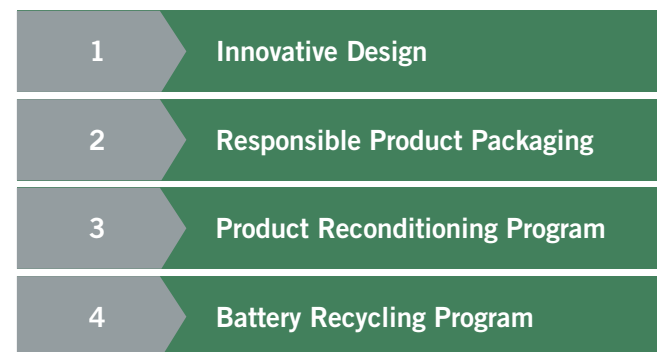 1 Innovative Design
2 Responsible Product Packaging
3 Product Reconditioning Program
4 Battery Recycling Program